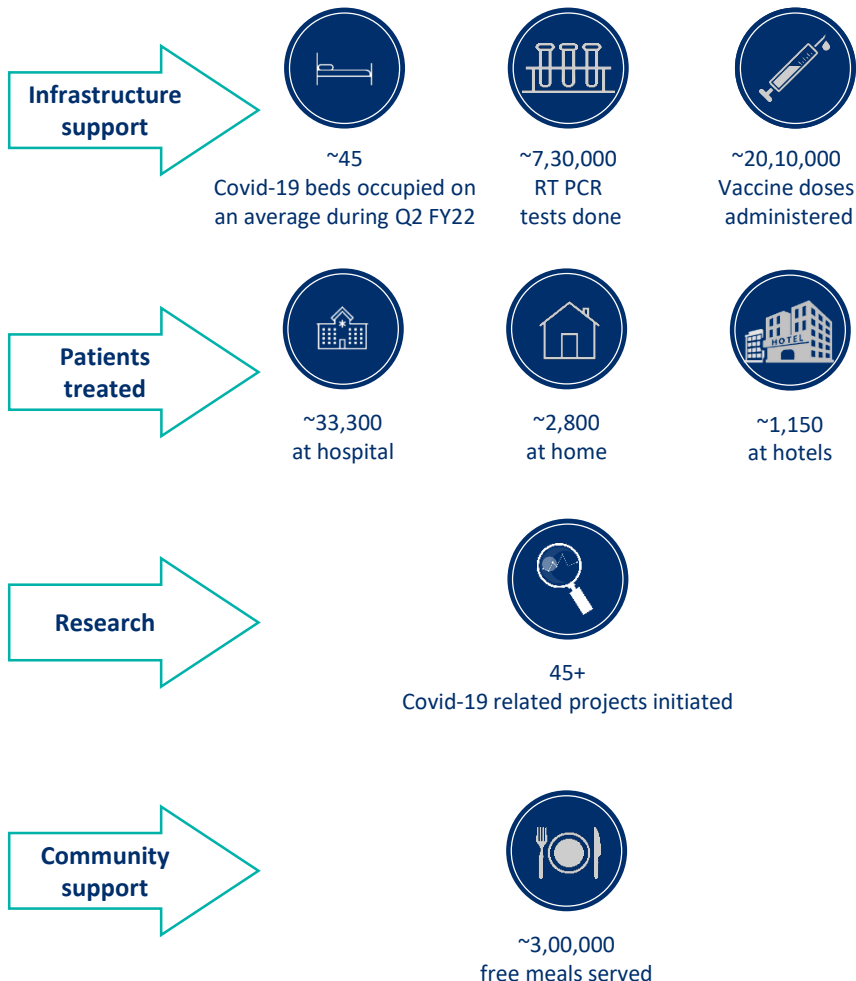 Infrastructure
support
~45
Covid-19 beds occupied on
an average during Q2 FY22
~7,30,000
RT PCR
tests done
~20,10,000
Vaccine doses
administered
Patients
treated
~33,300
at hospital
~2,800
at home
HOTEL
~1,150
at hotels
Research
45+
Covid-19 related projects initiated
Community
support
~3,00,000
free meals served